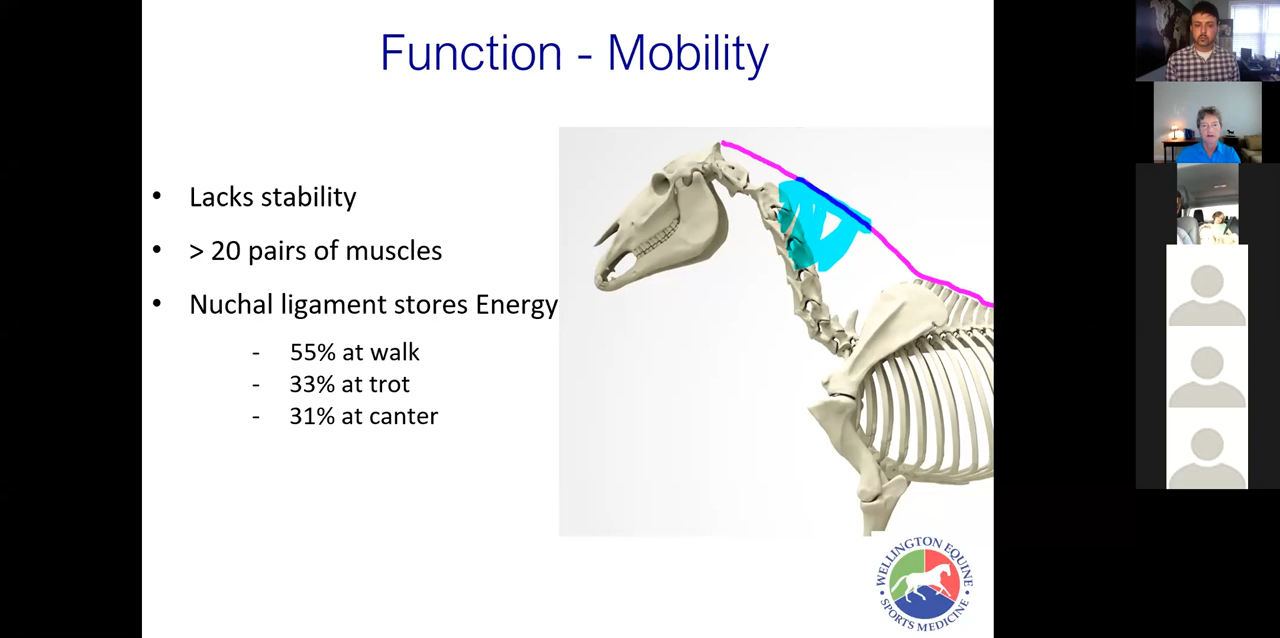 Function - Mobility
• Lacks stability
• > 20 pairs of muscles
• Nuchal ligament stores Energy
- 55% at walk
- 33% at trot
- 31% at canter
• WELLINGTON EQUINE •
SPORTS MEDICINE